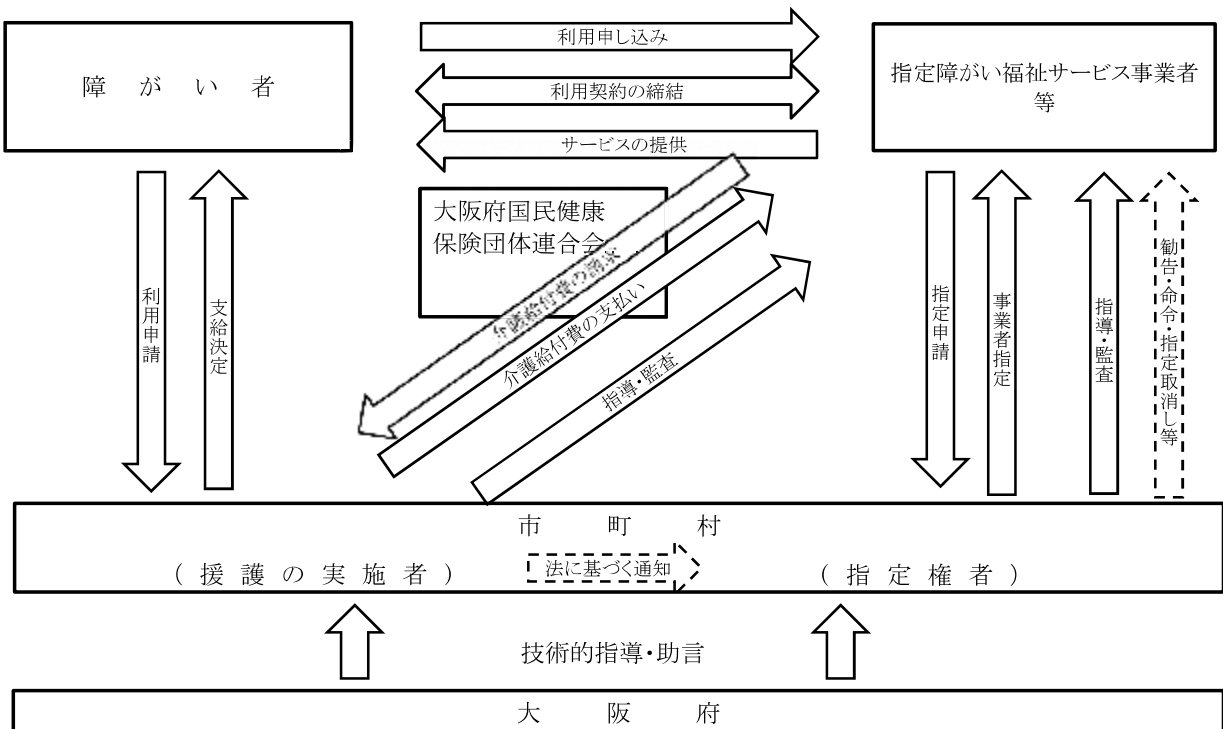 利用申し込み
障がい者
指定障がい福祉サービス事業者
等
利用契約の締結
サービスの提供
大阪府国民健康
保険団体連合会
介護給付費の請求
介護給付費の支払い
指導・監査
利用申請
支給決定
指定申請
事業者指定
指導・監査
勧告・命令・指定取消し等
市町村
(援護の実施者)
法に基づく通知
(指定権者)
技術的指導・助言
大阪府